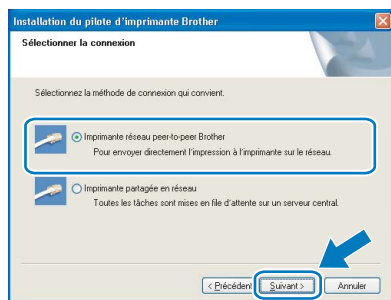 Installation du pilote d'imprimante Brother
Sélectionner la connexion
Sélectionnez la méthode de connexion qui convient.
Imprimante réseau peer-to-peer Brother
Pour envoyer directement l'impression à l'imprimante sur le réseau.
Imprimante partagée en réseau
Toutes les tâches sont mises en file d'attente sur un serveur central.
< Précédent Suivant > Annuler